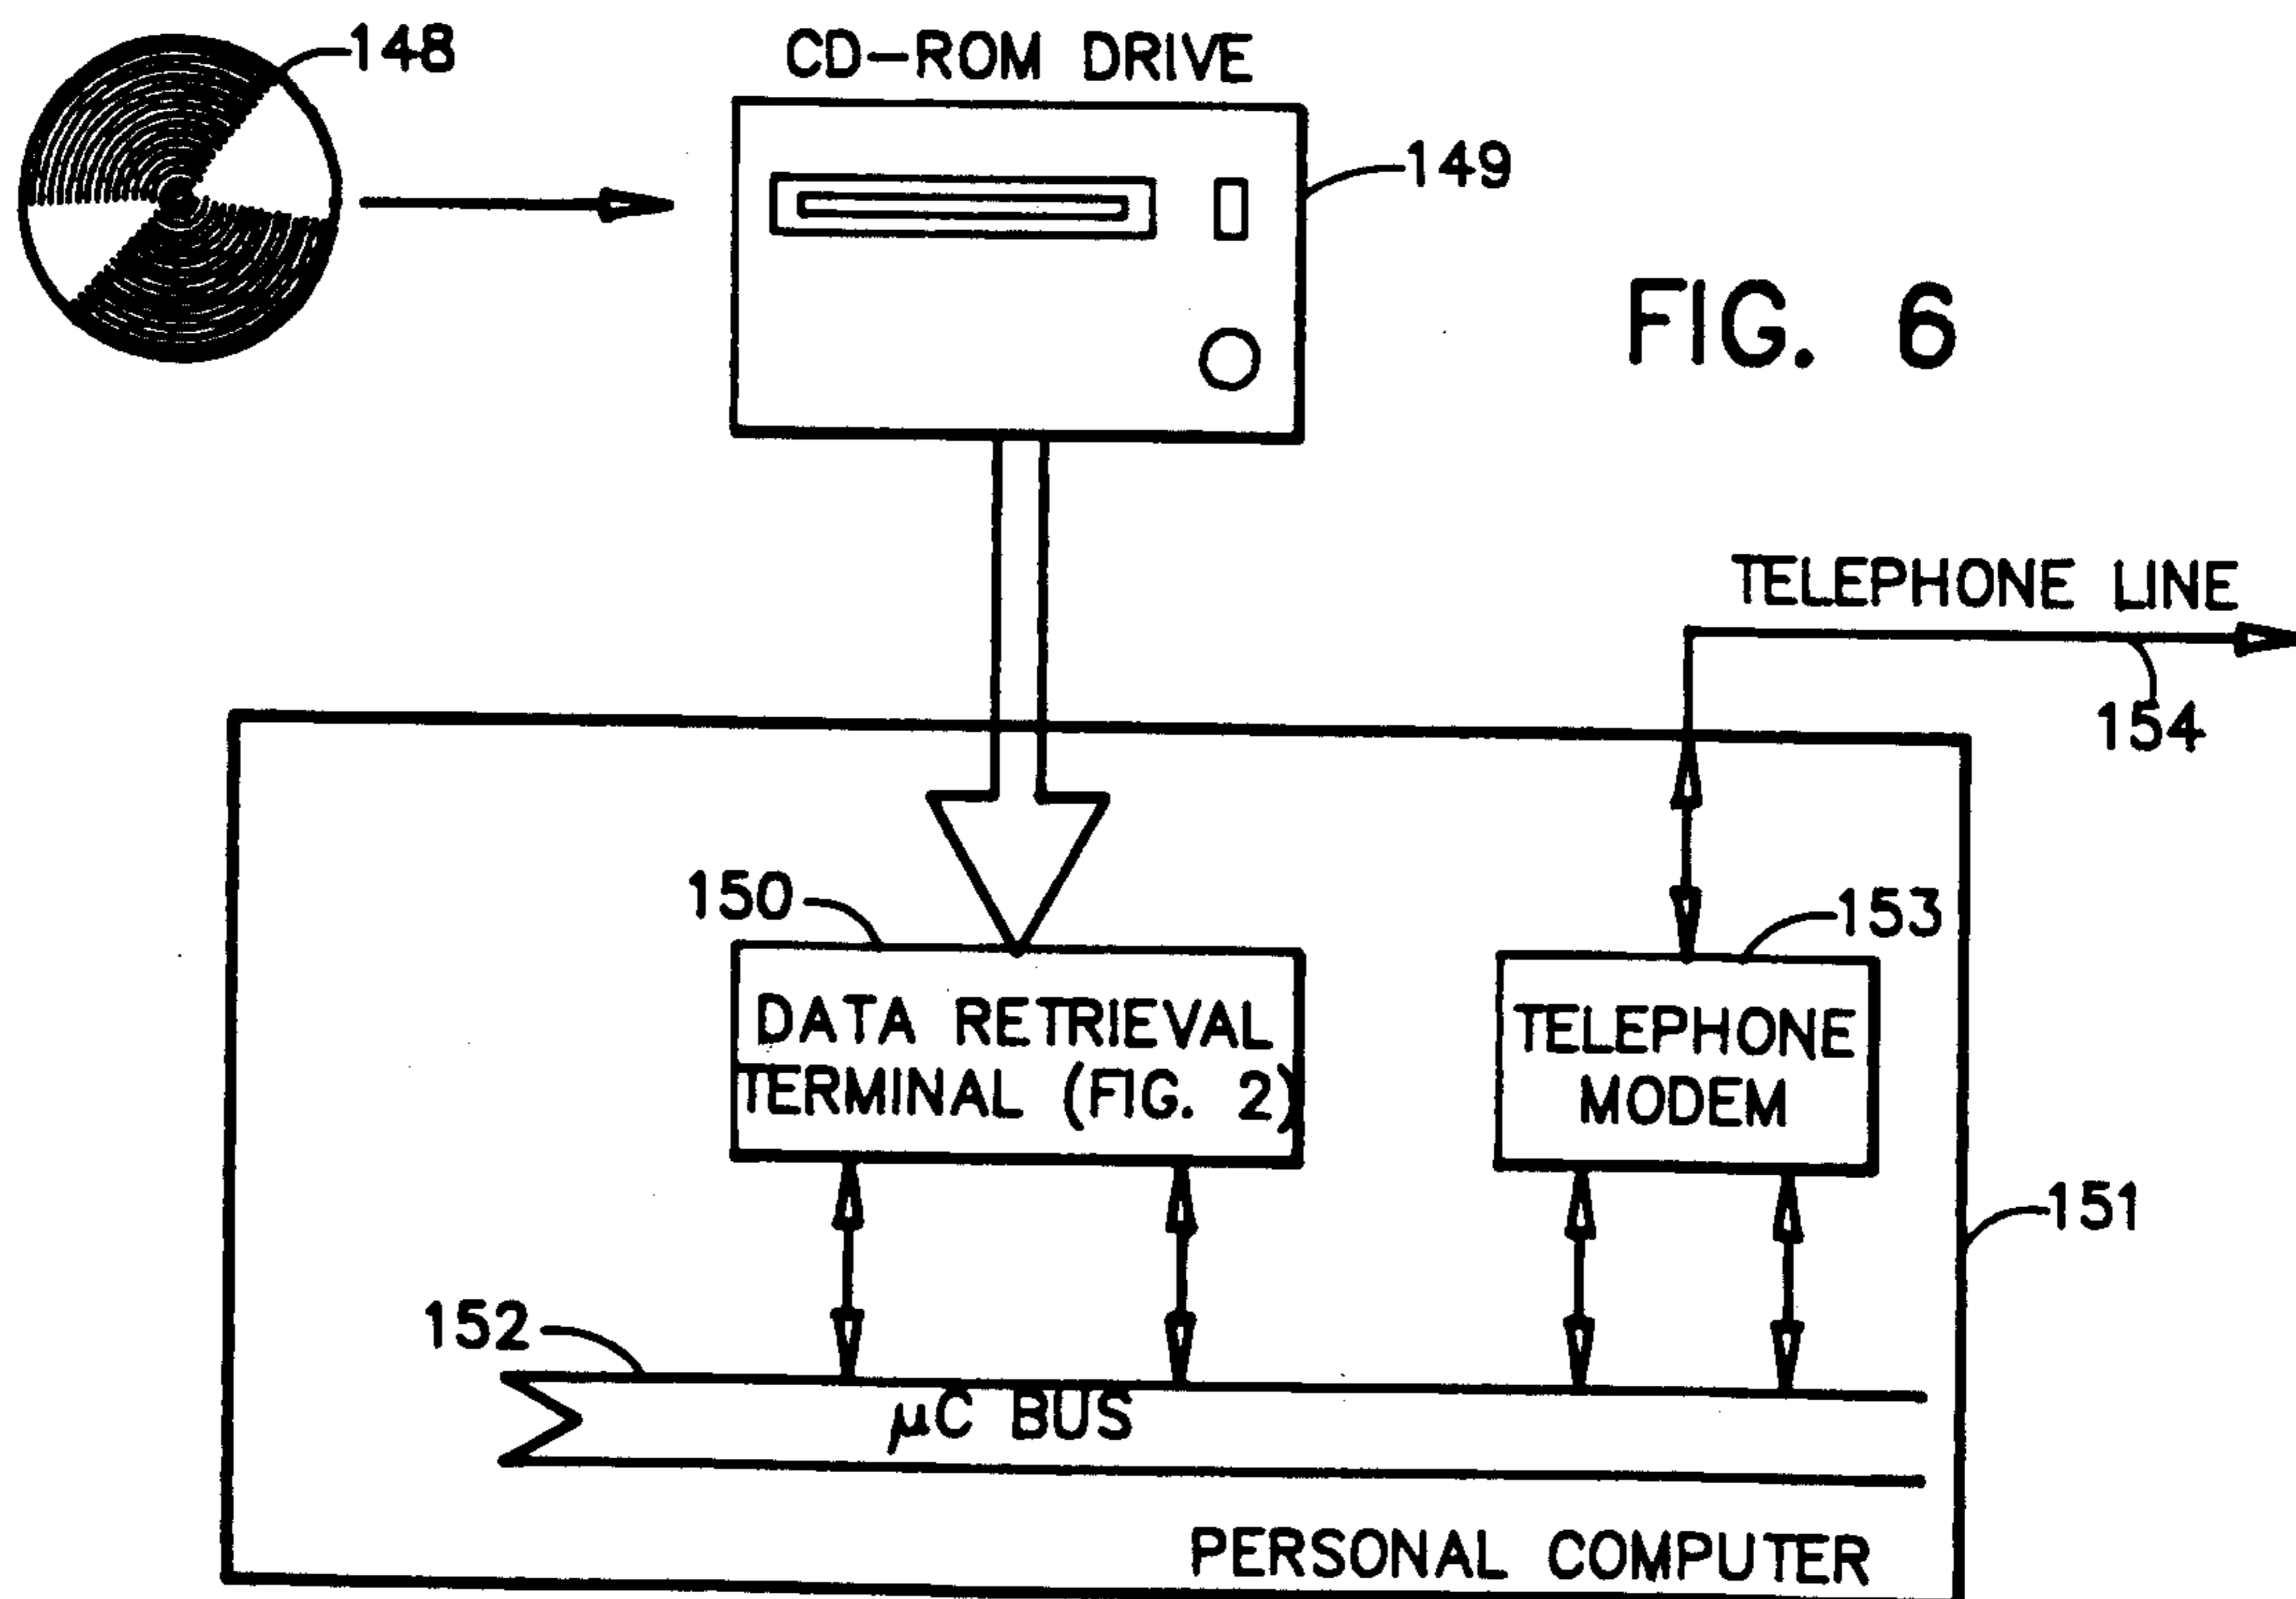 148
CD-ROM DRIVE
149
FIG. 6
TELEPHONE LINE
154
150
153
DATA RETRIEVAL
TERMINAL (FIG. 2)
TELEPHONE
MODEM
151
152
μC BUS
PERSONAL COMPUTER